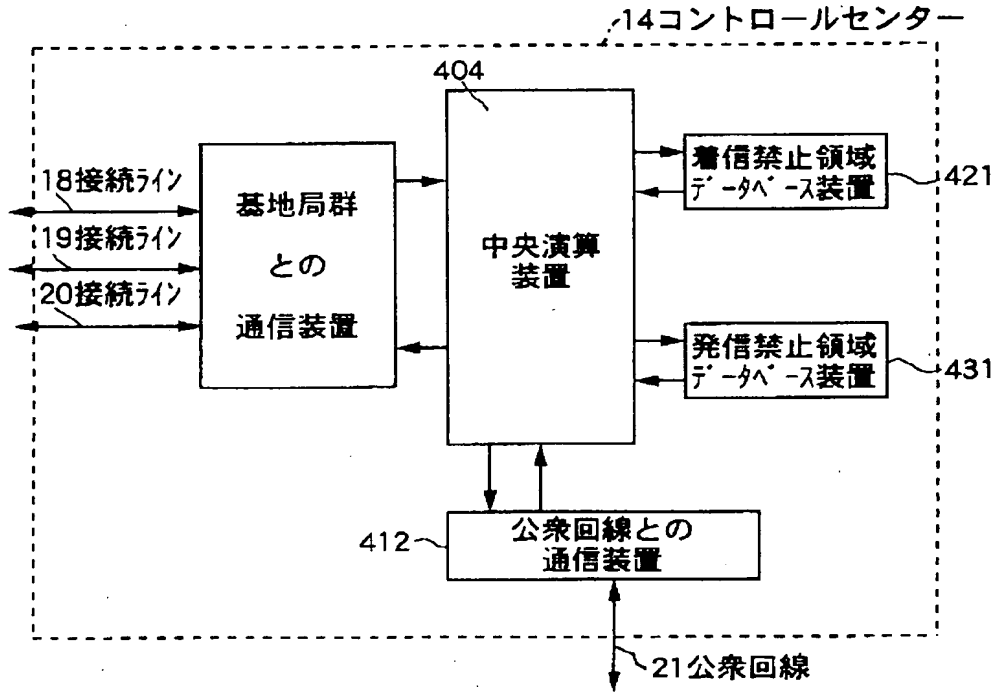 14コントロールセンター
404
18接続ライン
19接続ライン
20接続ライン
基地局群
との
通信装置
中央演算
装置
着信禁止領域
データベース装置
421
発信禁止領域
データベース装置
431
412
公衆回線との
通信装置
21公衆回線